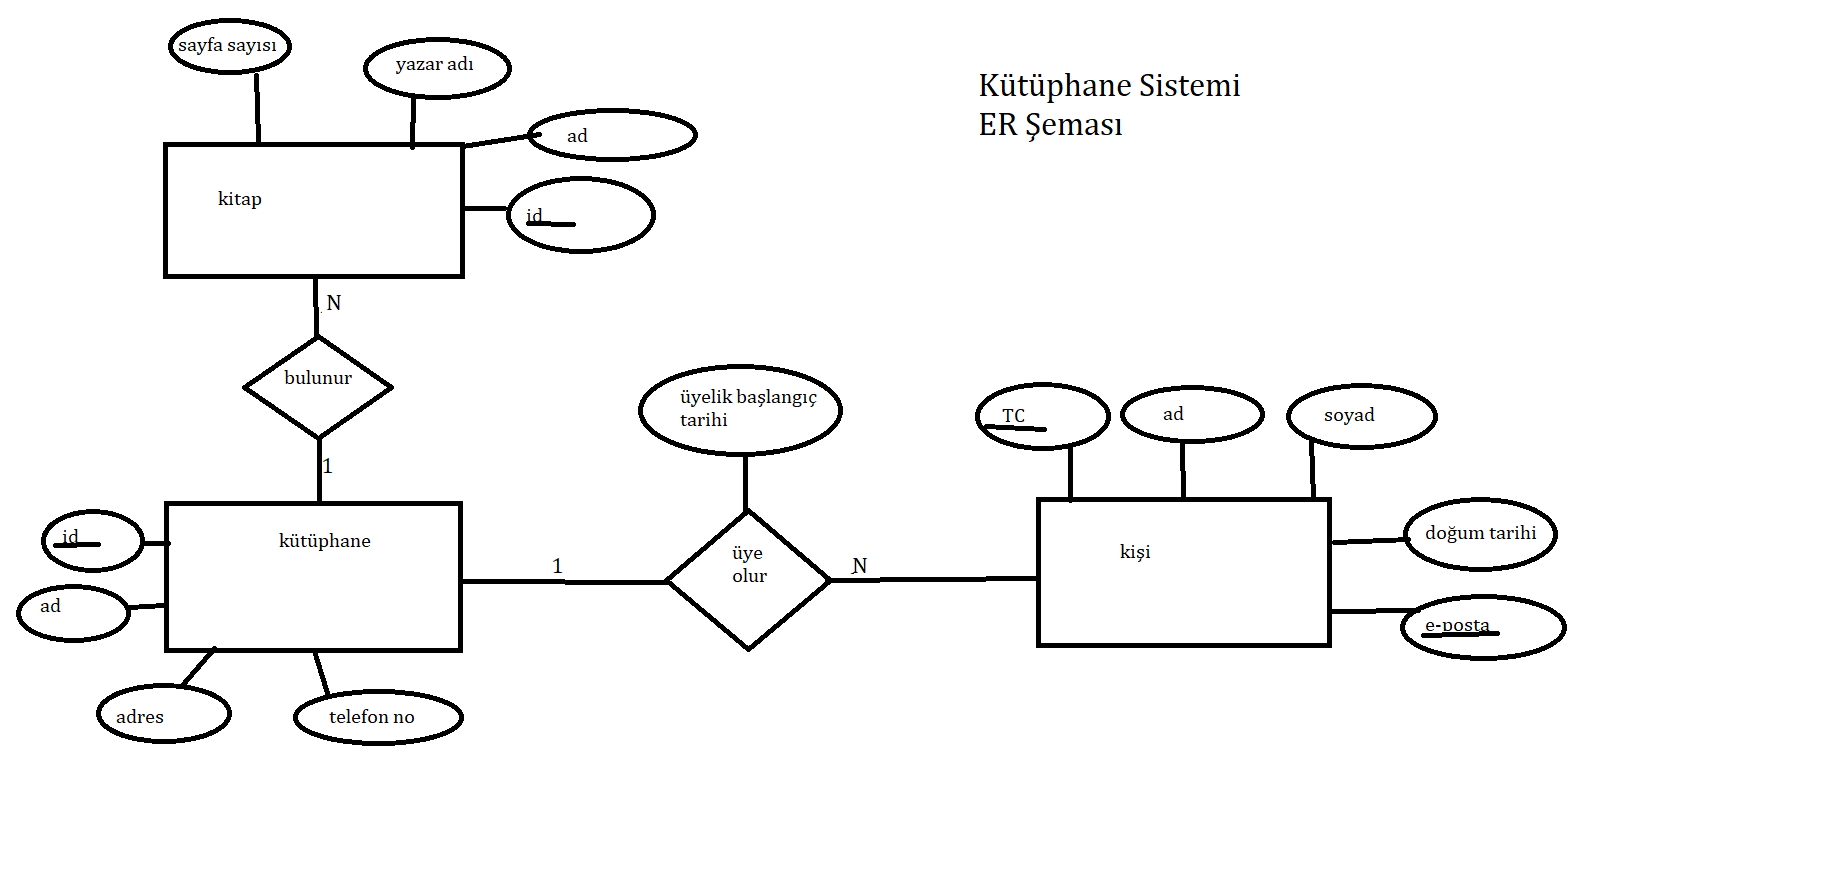 sayfa sayısı
yazar adı
Kütüphane Sistemi
ER Şeması
ad
kitap
id
N
bulunur
1
üyelik başlangıç
tarihi
TC
ad
soyad
id
kütüphane
ad
1
üye
olur
N
kişi
doğum tarihi
e-posta
adres
telefon no